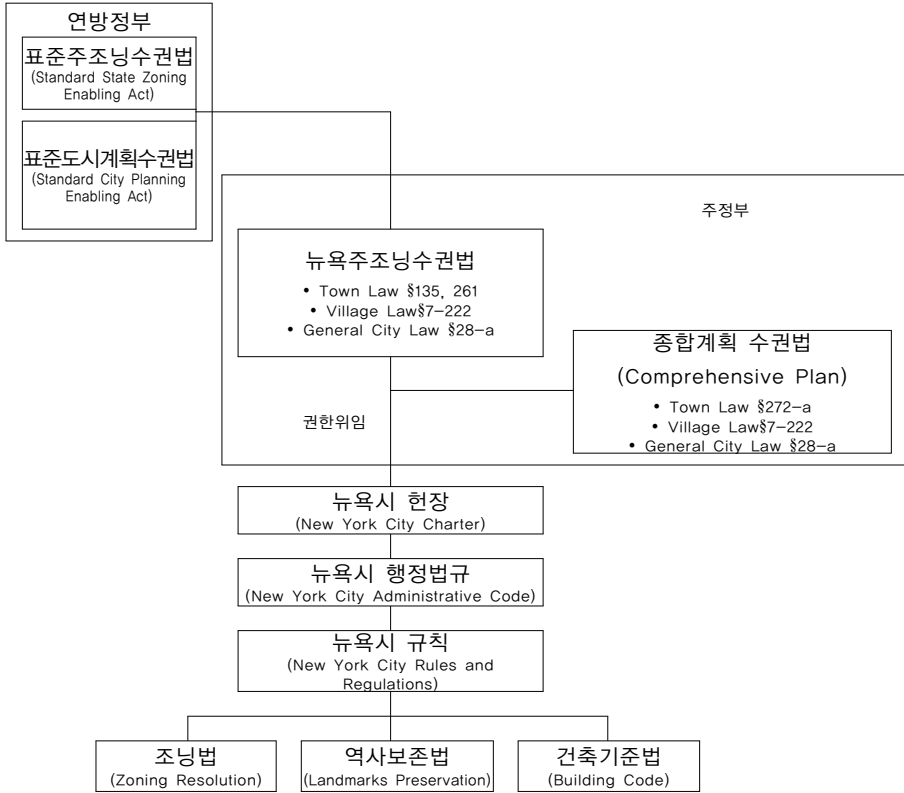 연방정부
표준주조닝수권법
(Standard State Zoning
Enabling Act)
표준도시계획수권법
(Standard City Planning
Enabling Act)
주정부
뉴욕주조닝수권법
• Town Law §135, 261
• Village Law§7-222
• General City Law §28-a
종합계획 수권법
(Comprehensive Plan)
• Town Law §272-a
• Village Law§7-222
• General City Law §28-a
권한위임
뉴욕시 헌장
(New York City Charter)
뉴욕시 행정법규
(New York City Administrative Code)
뉴욕시 규칙
(New York City Rules and
Regulations)
조닝법
(Zoning Resolution)
역사보존법
(Landmarks Preservation)
건축기준법
(Building Code)